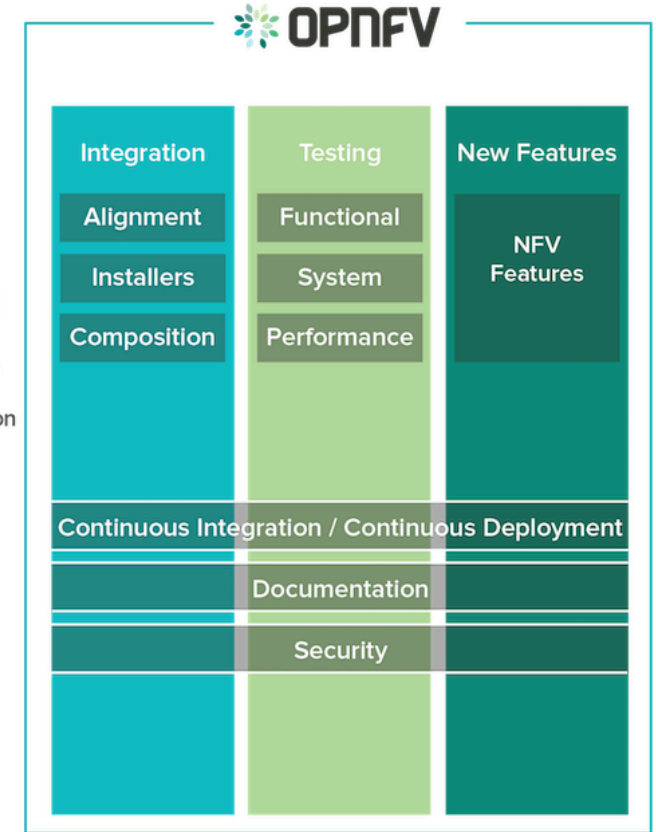 OPNFV
Integration
Testing
New Features
Alignment
Functional
NFV
Features
Installers
System
Composition
Performance
on
Continuous Integration / Continuous Deployment
Documentation
Security